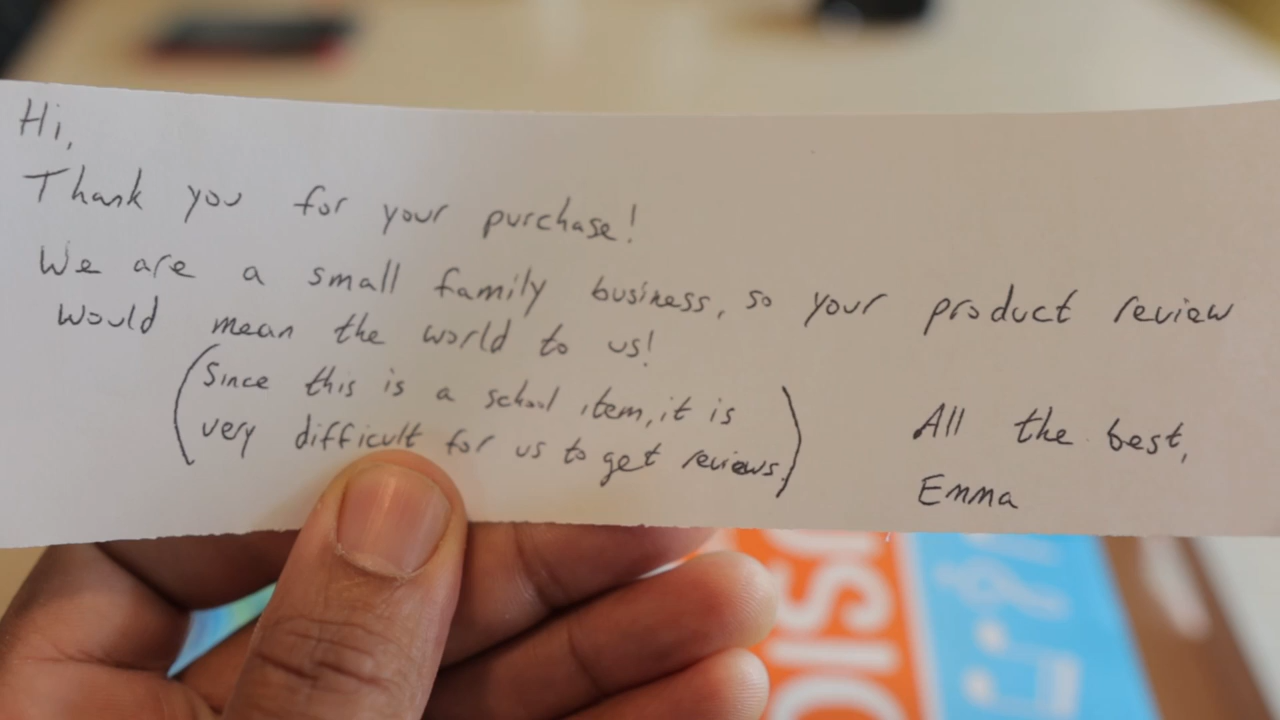 Hi,
Thank you for your purchase!
We are a small family business, so your product review
would mean the world to us!
(Since this is a school item, it is
very difficult for us to get reviews.)
All the best,
Emma